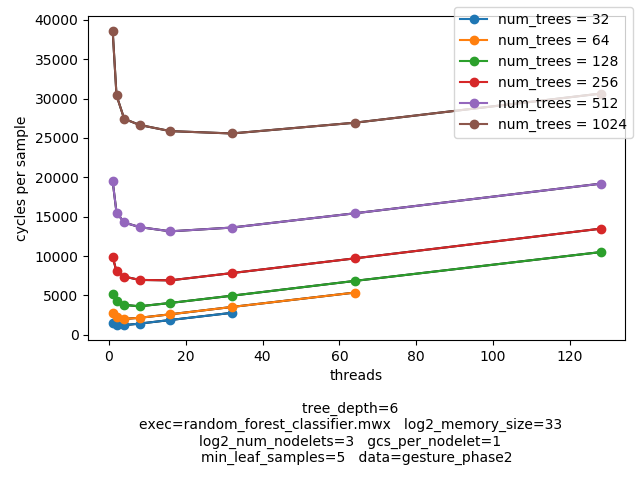 num_trees = 32
num_trees = 64
num_trees = 128
num_trees = 256
num_trees = 512
num_trees = 1024
40000
35000
30000
25000
20000
15000
10000
5000
0
cycles per sample
0 20 40 60 80 100 120
threads
tree_depth=6
exec=random_forest_classifier.mwx log2_memory_size=33
log2_num_nodelets=3 gcs_per_nodelet=1
min_leaf_samples=5 data=gesture_phase2